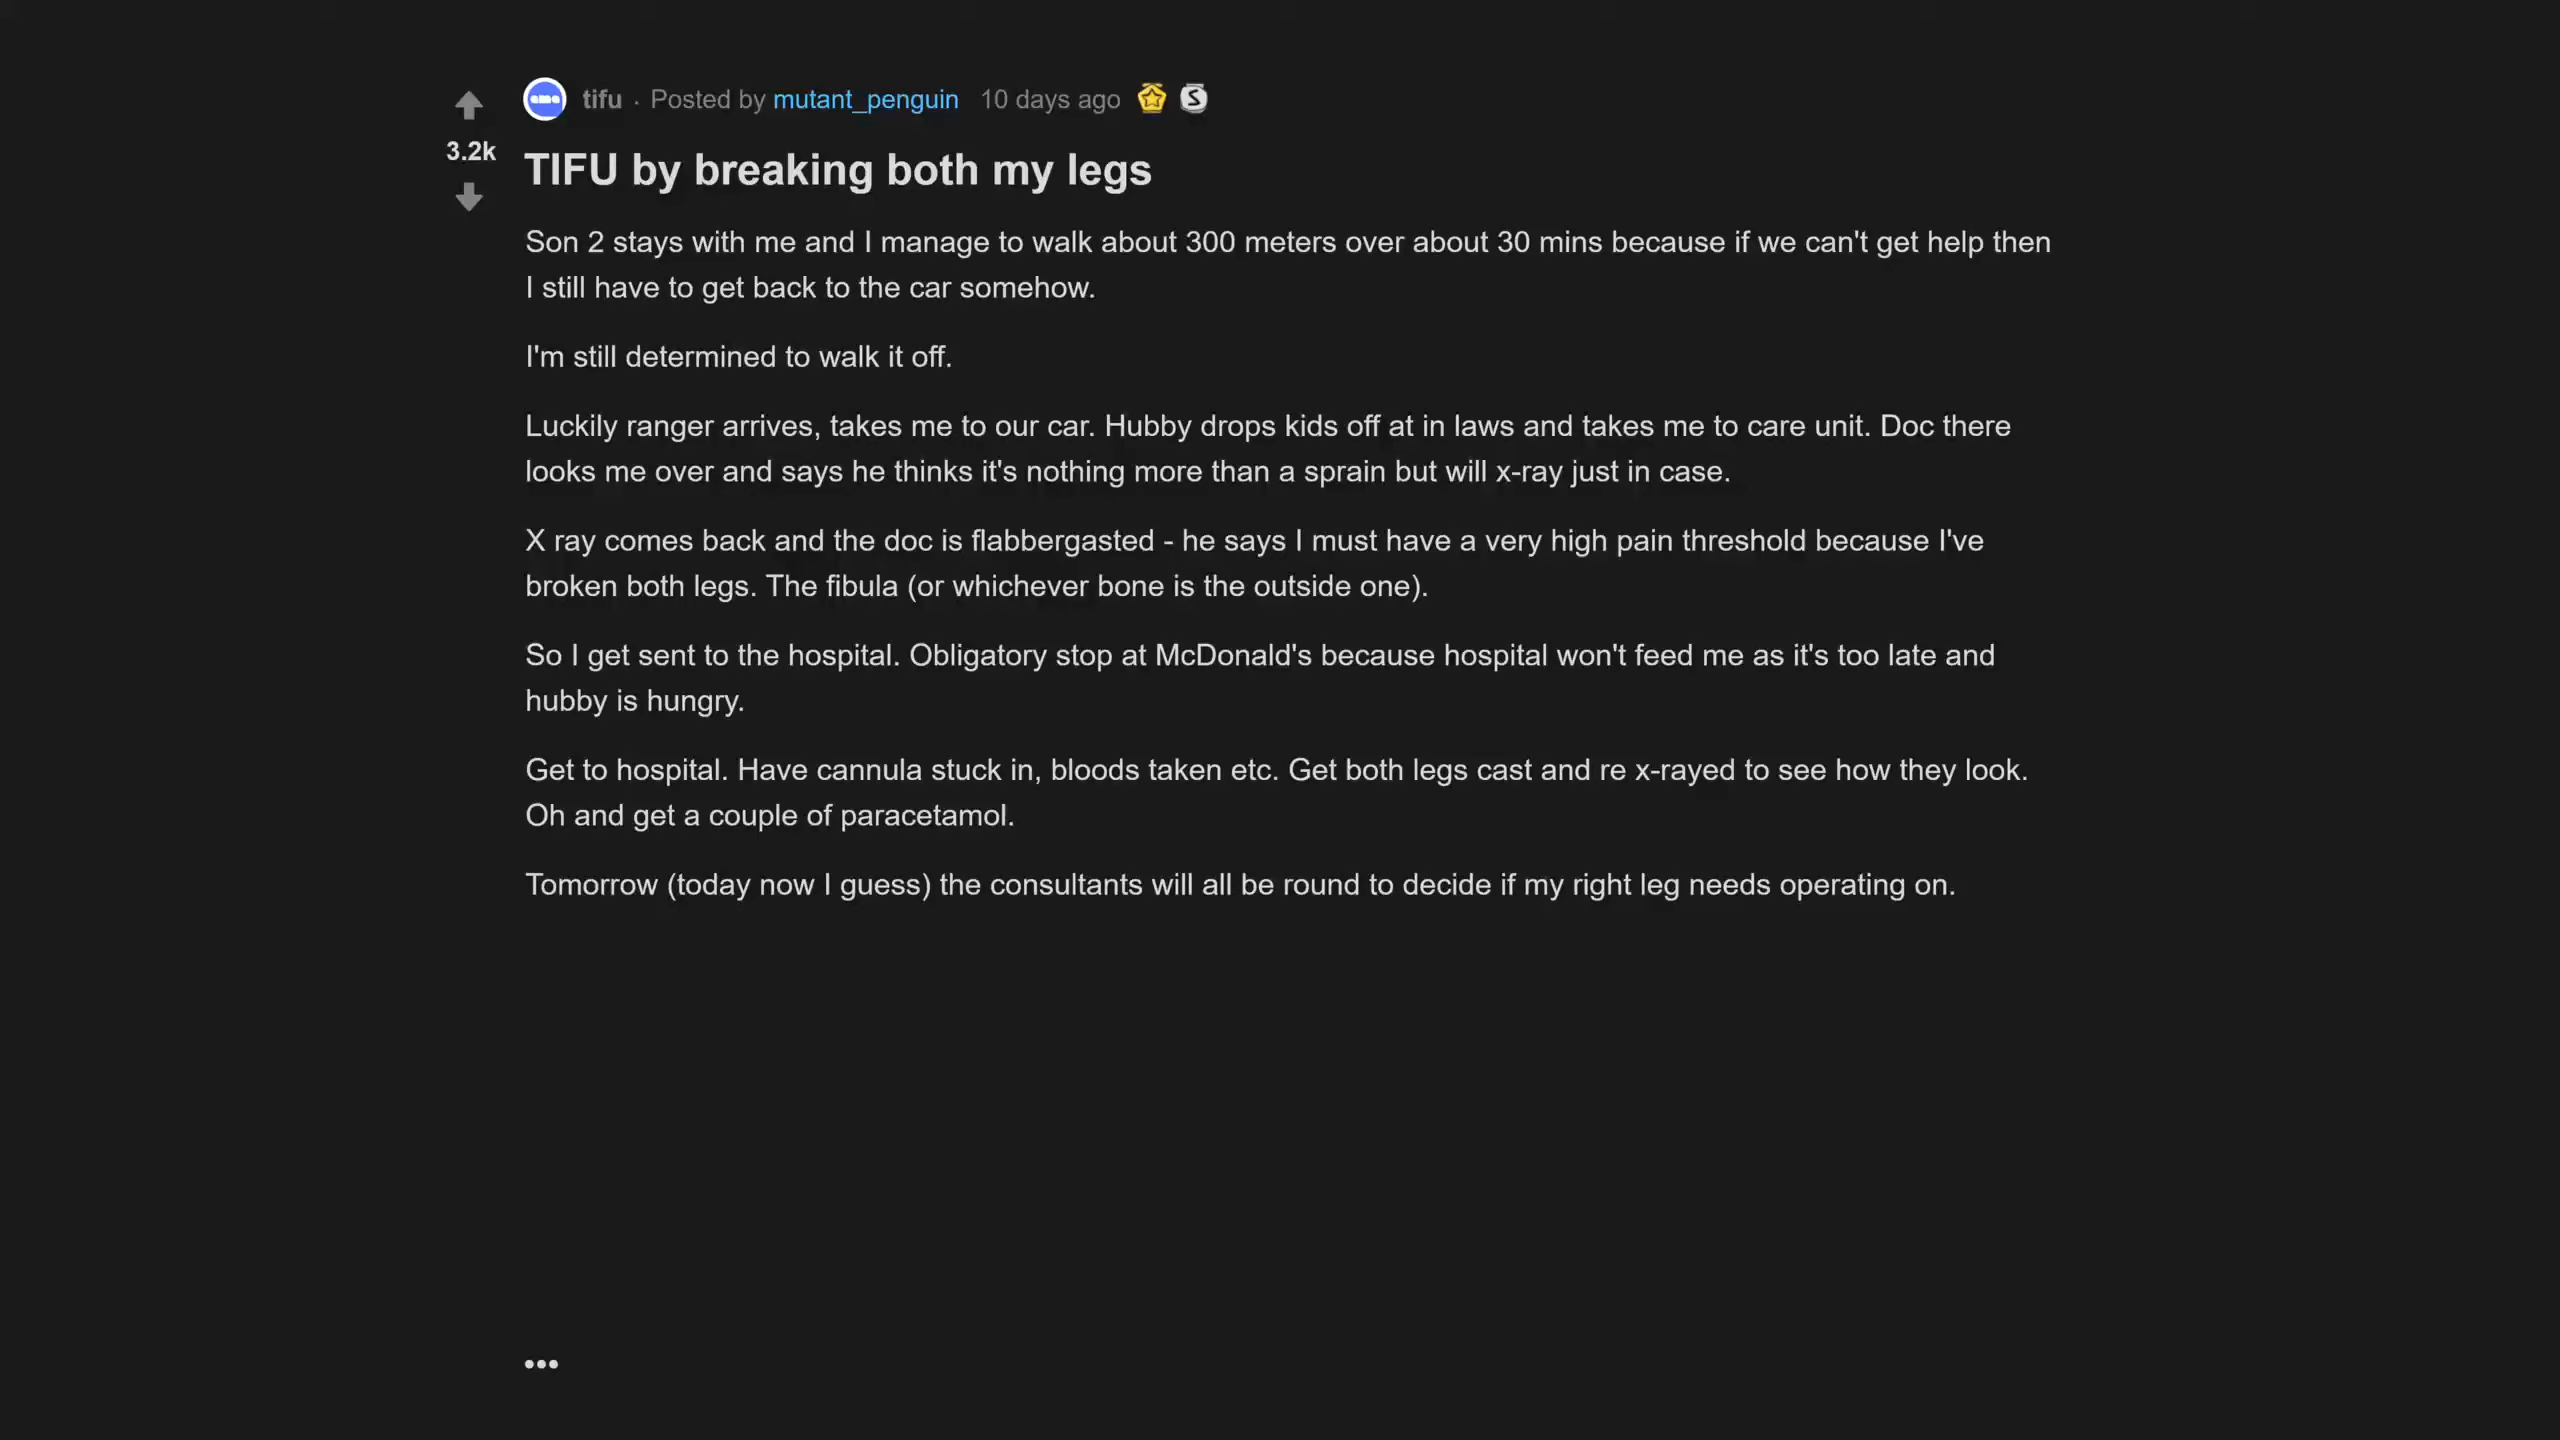 tifu · Posted by mutant_penguin 10 days ago
3.2k
TIFU by breaking both my legs
Son 2 stays with me and I manage to walk about 300 meters over about 30 mins because if we can't get help then
I still have to get back to the car somehow.
I'm still determined to walk it off.
Luckily ranger arrives, takes me to our car. Hubby drops kids off at in laws and takes me to care unit. Doc there
looks me over and says he thinks it's nothing more than a sprain but will x-ray just in case.
X ray comes back and the doc is flabbergasted - he says I must have a very high pain threshold because I've
broken both legs. The fibula (or whichever bone is the outside one).
So I get sent to the hospital. Obligatory stop at McDonald's because hospital won't feed me as it's too late and
hubby is hungry.
Get to hospital. Have cannula stuck in, bloods taken etc. Get both legs cast and re x-rayed to see how they look.
Oh and get a couple of paracetamol.
Tomorrow (today now I guess) the consultants will all be round to decide if my right leg needs operating on.
•••